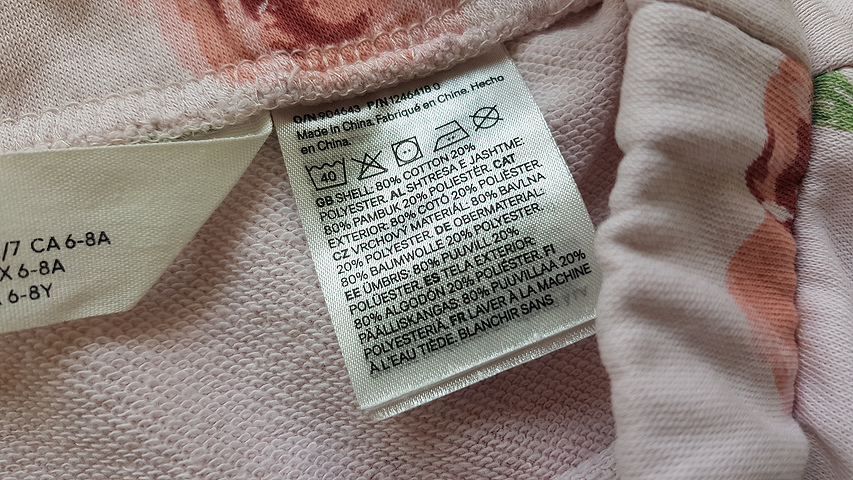 /7 CA 6-8A
X 6-8A
6-8Y
O/N 904643 P/N 1246418 0
Made in China. Fabriqué en Chine. Hecho
en China.
40
GB SHELL: 80% COTTON 20%
POLYESTER. AL SHTRESA E JASHTME:
80% PAMBUK 20% POLIESTER. CAT
EXTERIOR: 80% COTÓ 20% POLIÈSTER.
CZ VRCHOVÝ MATERIÁL: 80% BAVLNA
20% POLYESTER. DE OBERMATERIAL:
80% BAUMWOLLE 20% POLYESTER.
EE ÜMBRIS: 80% PUUVILL 20%
POLÜESTER. ES TELA EXTERIOR:
80% ALGODÓN 20% POLIÉSTER. FI
PÄÄLLISKANGAS: 80% PUUVILLAA 20%
POLYESTERIÄ. FR LAVER À LA MACHINE
À L'EAU TIÈDE. BLANCHIR SANS